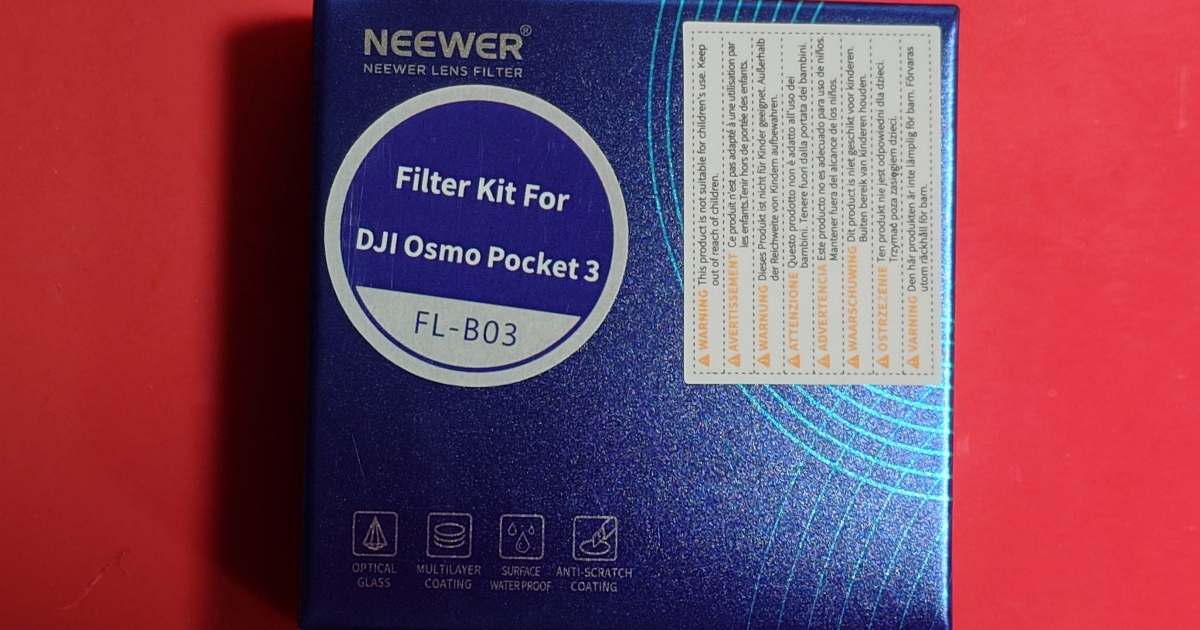 NEEWER®
NEEWER LENS FILTER
Filter Kit For
DJI Osmo Pocket 3
FL-B03
OPTICAL
GLASS
MULTILAYER
COATING
SURFACE
WATERPROOF
ANTI-SCRATCH
COATING
WARNING This product is not suitable for children's use. Keep
out of reach of children.
AVERTISSEMENT Ce produit n'est pas adapté à une utilisation par
les enfants. Tenir hors de portée des enfants.
WARNUNG Dieses Produkt ist nicht für Kinder geeignet. Außerhalb
der Reichweite von Kindern aufbewahren.
ATTENZIONE Questo prodotto non è adatto all'uso dei
bambini. Tenere fuori dalla portata dei bambini.
ADVERTENCIA Este producto no es adecuado para uso de niños.
Mantener fuera del alcance de los niños.
WAARSCHUWING Dit product is niet geschikt voor kinderen.
Buiten bereik van kinderen houden.
OSTRZEŻENIE Ten produkt nie jest odpowiedni dla dzieci.
Trzymać poza zasięgiem dzieci.
VARNING Den här produkten är inte lämplig för barn. Förvaras
utom räckhåll för barn.